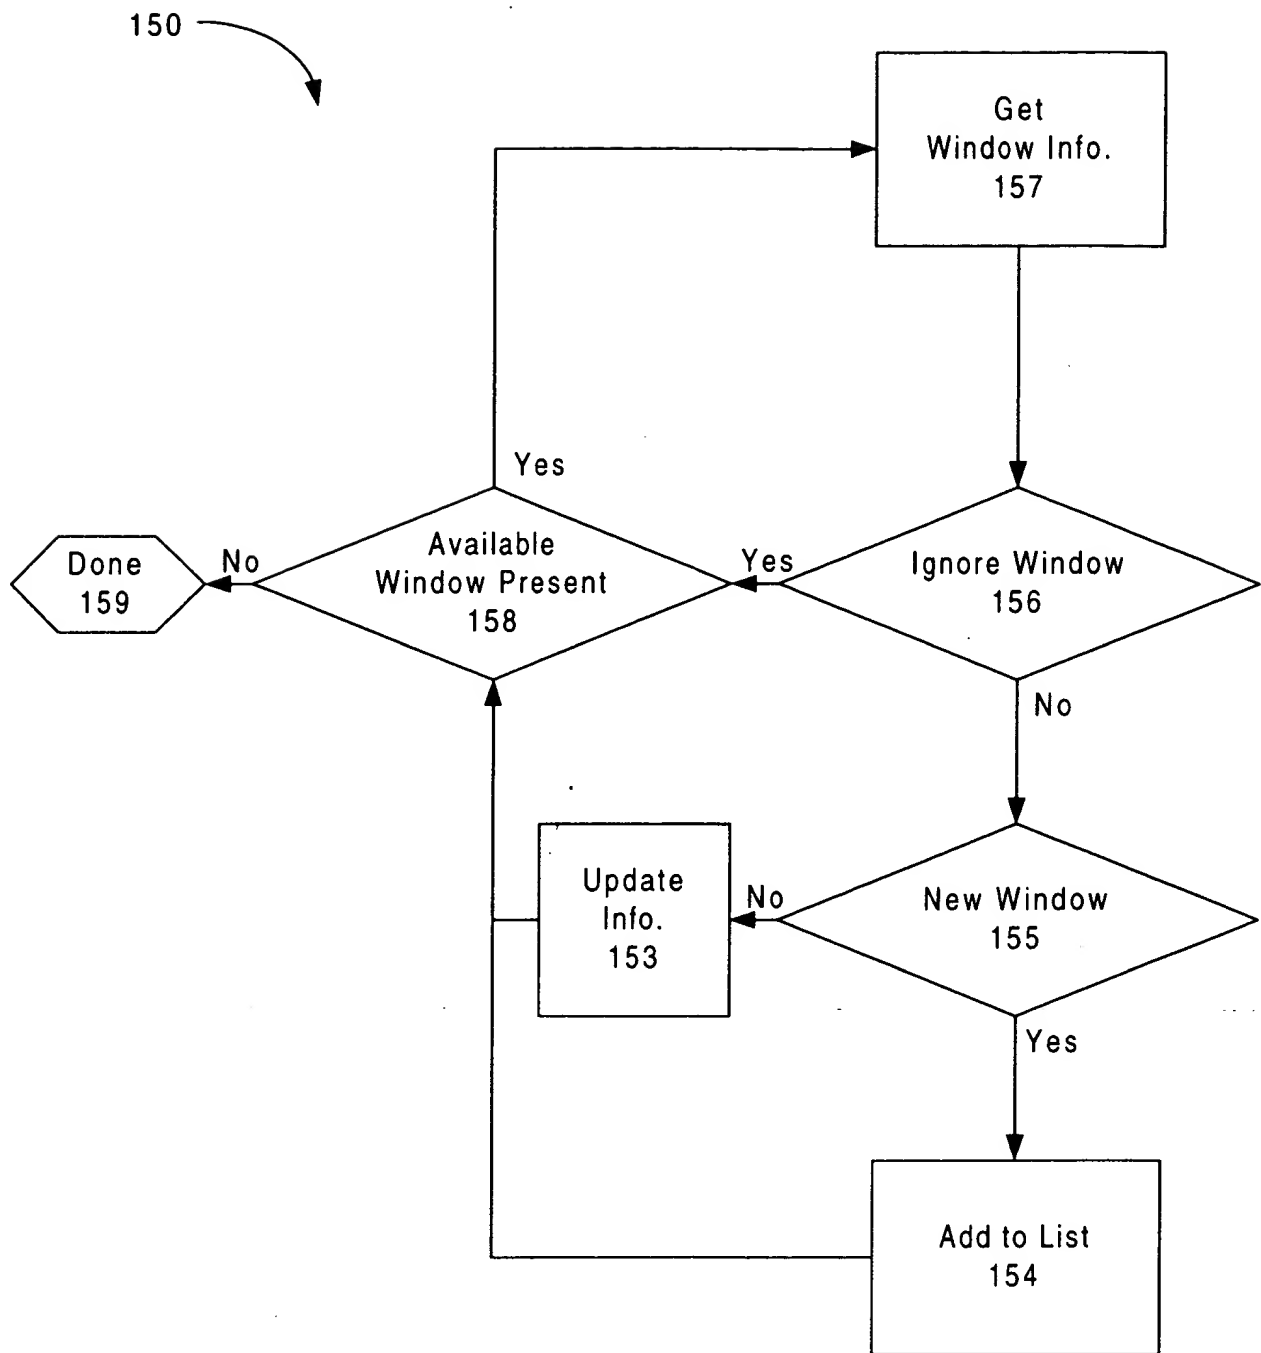 150
Get
Window Info.
157
Yes
Done
159
No
Available
Window Present
158
Yes
Ignore Window
156
No
Update
Info.
153
No
New Window
155
Yes
Add to List
154